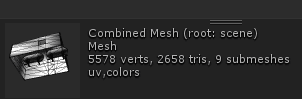 Combined Mesh (root: scene)
Mesh
5578 verts, 2658 tris, 9 submeshes
uv,colors